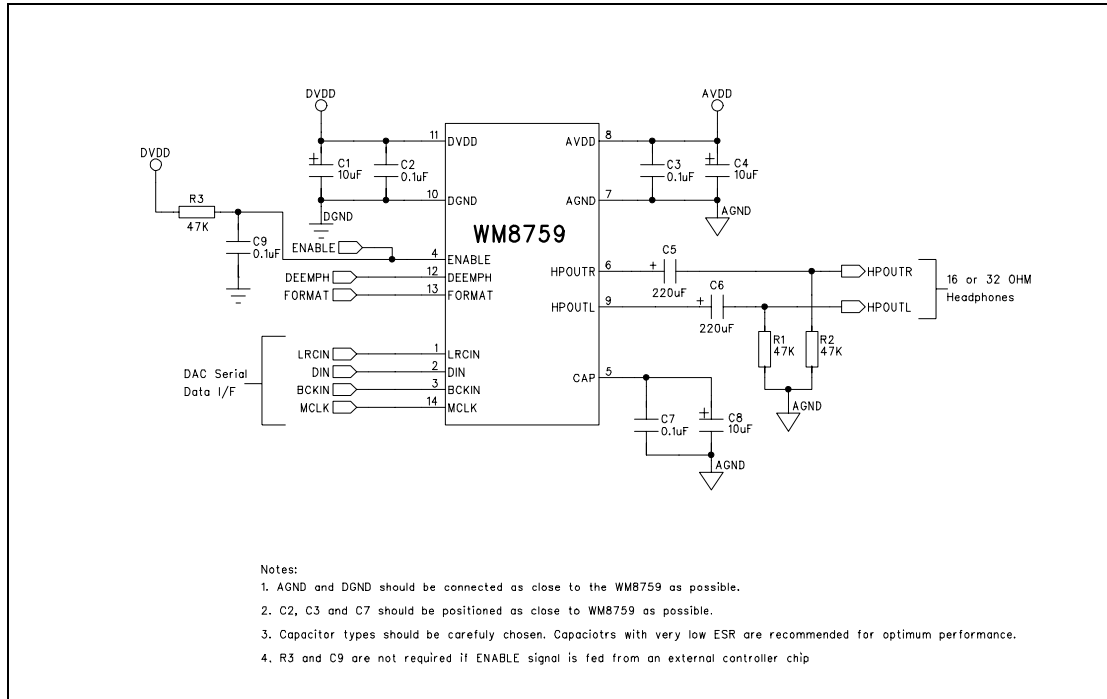 DVDD
AVDD
DVDD
11 DVDD
AVDD 8
C1
10uF
C2
0.1uF
C3
0.1uF
C4
10uF
R3
47K
10 DGND
AGND 7
DGND
AGND
C9
0.1uF
WM8759
ENABLE
4 ENABLE
DEEMPH 12 DEEMPH
FORMAT 13 FORMAT
HPOUTR 6
C5
220uF
HPOUTR
HPOUTL 9
C6
220uF
HPOUTL
16 or 32 OHM
Headphones
R1
47K
R2
47K
AGND
DAC Serial
Data I/F
LRCIN 1 LRCIN
DIN 2 DIN
BCKIN 3 BCKIN
MCLK 14 MCLK
CAP 5
C7
0.1uF
C8
10uF
AGND
Notes:
1. AGND and DGND should be connected as close to the WM8759 as possible.
2. C2, C3 and C7 should be positioned as close to WM8759 as possible.
3. Capacitor types should be carefuly chosen. Capaciotrs with very low ESR are recommended for optimum performance.
4. R3 and C9 are not required if ENABLE signal is fed from an external controller chip